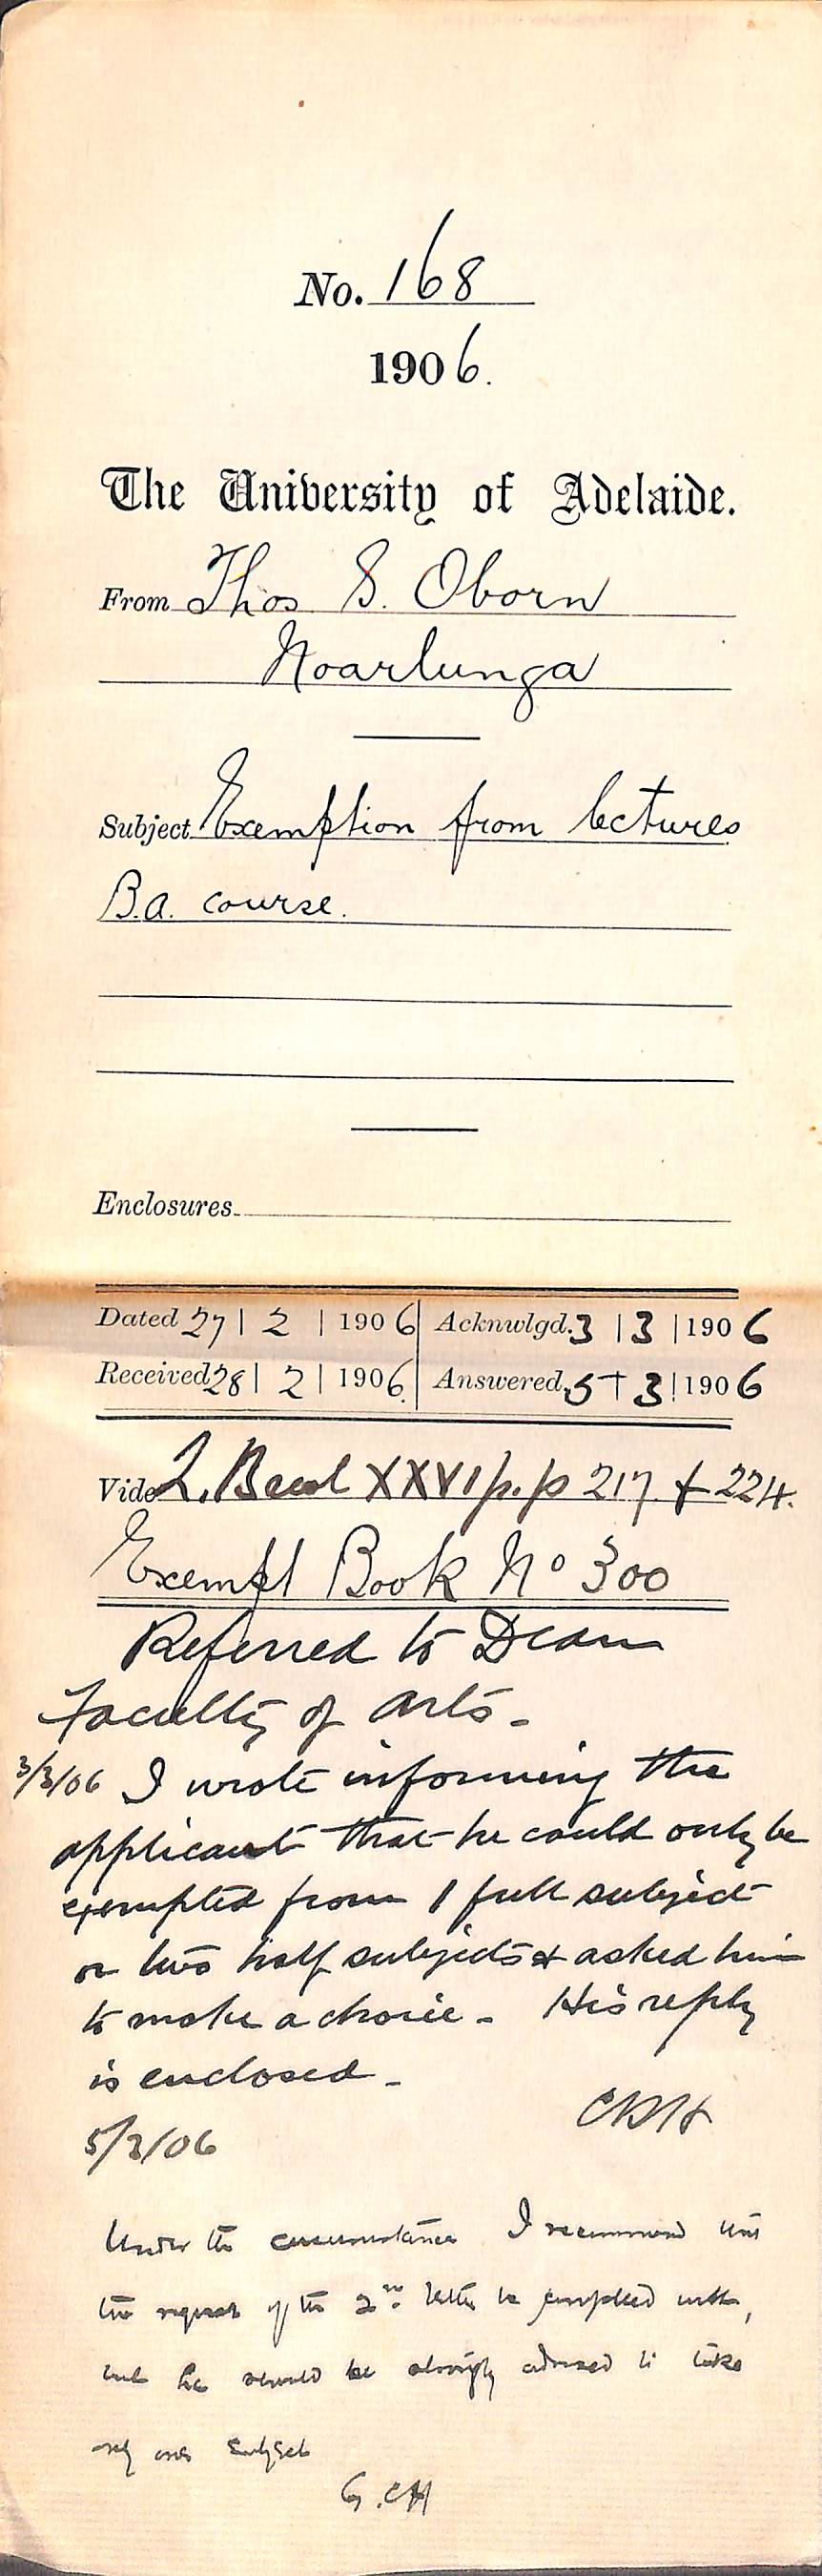 No. 168
1906.
The University of Adelaide.
From Thos S. Oborn
Noarlunga
Subject Exemption from lectures
B.A. course.
Enclosures
Dated 27 | 2 | 1906 Acknwlgd. 3 | 3 | 1906
Received 28 | 2 | 1906. Answered 5 | 3 | 1906
Vide L. Book XXVI p.p 217 & 224.
Exempt Book No 300
Referred to Dean
Faculty of Arts -
3/3/06 I wrote informing the
applicant that he could only be
exempted from 1 full subject
or two half subjects & asked him
to make a choice - His reply
is enclosed -
5/3/06
Under the circumstances I recommend that
the request of the 2nd letter be complied with,
but he should be strongly advised to take
only one subject